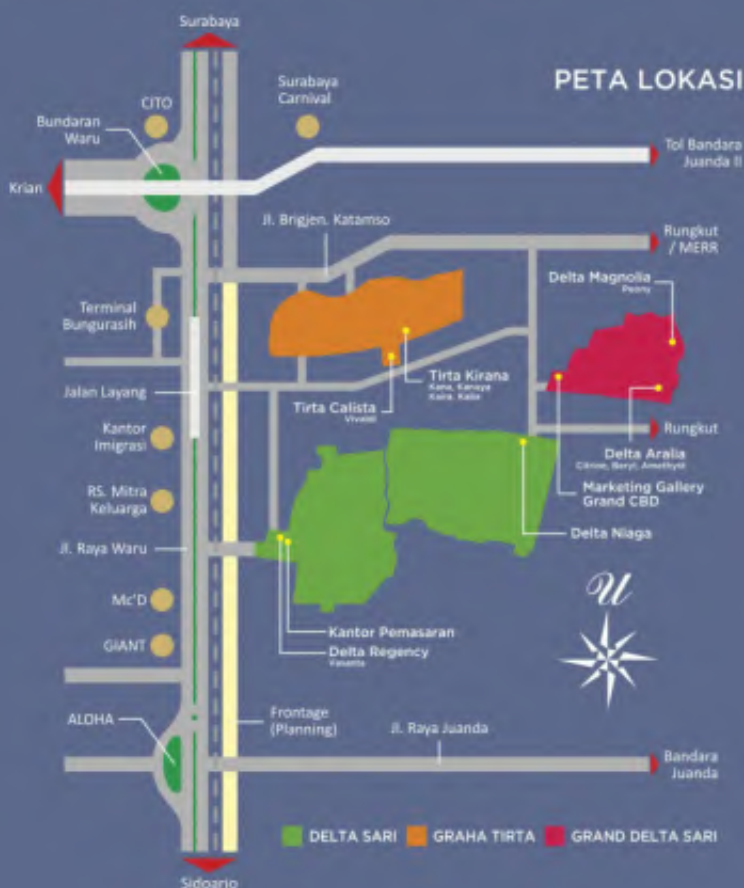 Surabaya
PETA LOKASI
CITO
Surabaya
Carnival
Bundaran
Waru
Tol Bandara
Juanda II
Krian
Jl. Brigjen. Katamso
Rungkut
/ MERR
Delta Magnolia
Peony
Terminal
Bungurasih
Tirta Kirana
Kana, Kanaya
Kaira, Kaila
Jalan Layang
Tirta Calista
Vivaldi
Kantor
Imigrasi
Rungkut
Delta Aralia
Citrine, Beryl, Amethyst
Marketing Gallery
Grand CBD
RS. Mitra
Keluarga
Delta Niaga
Jl. Raya Waru
U
Mc'D
Kantor Pemasaran
GIANT
Delta Regency
Vasanta
ALOHA
Frontage
(Planning)
Jl. Raya Juanda
Bandara
Juanda
DELTA SARI
GRAHA TIRTA
GRAND DELTA SARI
Sidoarjo